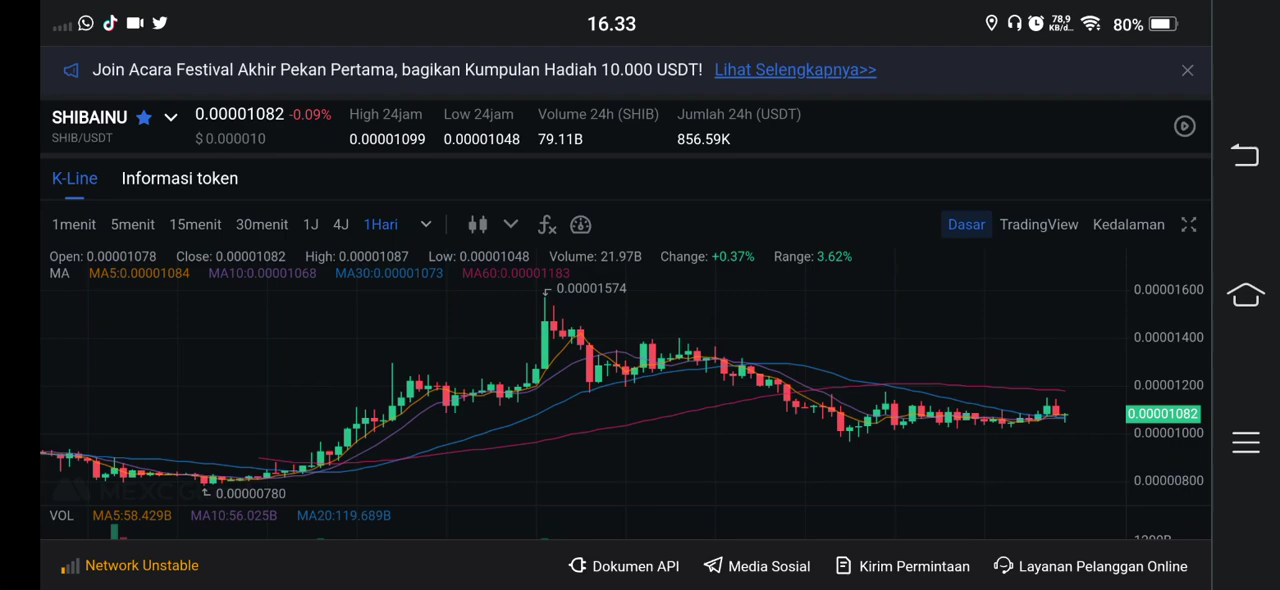 16.33
78,9
KB/d...
80%
Join Acara Festival Akhir Pekan Pertama, bagikan Kumpulan Hadiah 10.000 USDT! Lihat Selengkapnya>>
SHIBAINU 0.00001082 -0.09% High 24jam Low 24jam Volume 24h (SHIB) Jumlah 24h (USDT)
SHIB/USDT $0.000010 0.00001099 0.00001048 79.11B 856.59K
K-Line Informasi token
1menit 5menit 15menit 30menit 1J 4J 1Hari Dasar TradingView Kedalaman
Open: 0.00001078 Close: 0.00001082 High: 0.00001087 Low: 0.00001048 Volume: 21.97B Change: +0.37% Range: 3.62%
MA MA5:0.00001084 MA10:0.00001068 MA30:0.00001073 MA60:0.00001183
0.00001574
0.00001600
0.00001400
0.00001200
0.00001082
0.00001000
0.00000800
0.00000780
VOL MA5:58.429B MA10:56.025B MA20:119.689B
Network Unstable Dokumen API Media Sosial Kirim Permintaan Layanan Pelanggan Online